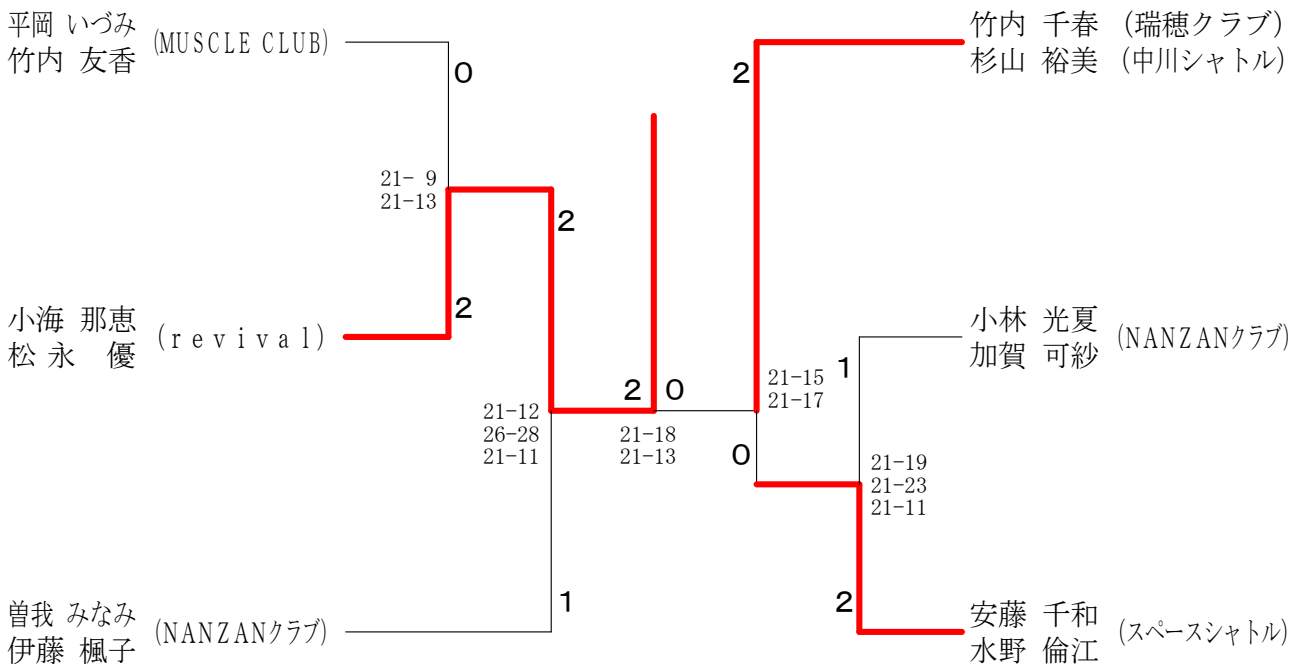 平岡 いづみ
竹内 友香
(MUSCLE CLUB)
0
21- 9
21-13
2
2
小海 那恵
松永 優
(revival)
21-12
26-28
21-11
1
曽我 みなみ
伊藤 楓子
(NANZANクラブ)
2
0
21-18
21-13
竹内 千春 (瑞穂クラブ)
杉山 裕美 (中川シャトル)
2
21-15
21-17
0
小林 光夏
加賀 可紗
(NANZANクラブ)
1
21-19
21-23
21-11
2
安藤 千和
水野 倫江
(スペースシャトル)